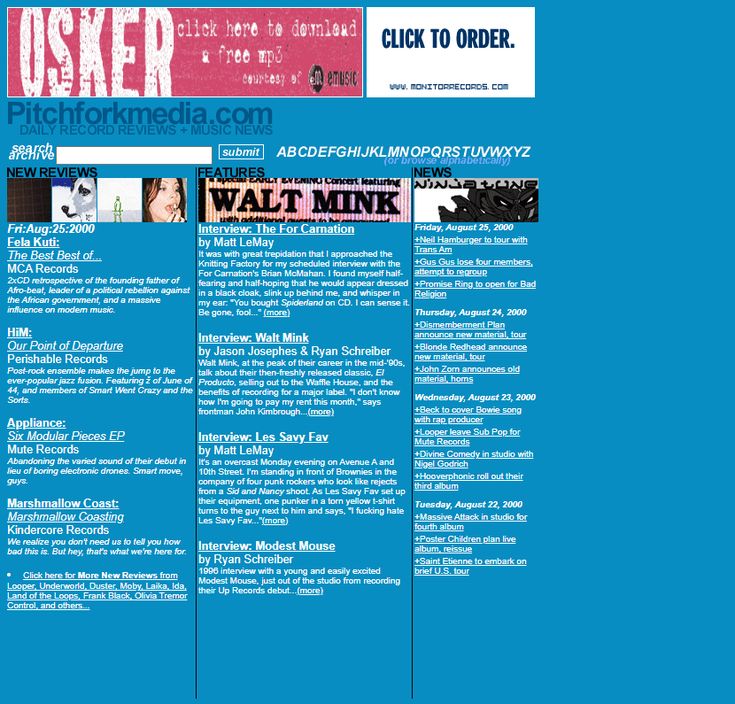 OSKER
click here to download
a free mp3
courtesy of em EMUSIC
CLICK TO ORDER.
WWW. MONITORRECORDS. COM
Pitchforkmedia.com
DAILY RECORD REVIEWS + MUSIC NEWS
search
archive
submit
ABCDEFGHIJKLMNOPQRSTUVWXYZ
(or browse alphabetically)
NEW REVIEWS
Fri:Aug:25:2000
Fela Kuti:
The Best Best of...
MCA Records
2xCD retrospective of the founding father of
Afro-beat, leader of a political rebellion against
the African government, and a massive
influence on modern music.
HiM:
Our Point of Departure
Perishable Records
Post-rock ensemble makes the jump to the
ever-popular jazz fusion. Featuring ž of June of
44, and members of Smart Went Crazy and the
Sorts.
Appliance:
Six Modular Pieces EP
Mute Records
Abandoning the varied sound of their debut in
lieu of boring electronic drones. Smart move,
guys.
Marshmallow Coast:
Marshmallow Coasting
Kindercore Records
We realize you don't need us to tell you how
bad this is. But hey, that's what we're here for.
• Click here for More New Reviews from
Looper, Underworld, Duster, Moby, Laika, Ida,
Land of the Loops, Frank Black, Olivia Tremor
Control, and others...
FEATURES
a SPECIAL EARLY EVENING Concert featuring
WALT MINK
Interview: The For Carnation
by Matt LeMay
It was with great trepidation that I approached the
Knitting Factory for my scheduled interview with the
For Carnation's Brian McMahan. I found myself half-
fearing and half-hoping that he would appear dressed
in a black cloak, slink up behind me, and whisper in
my ear: "You bought Spiderland on CD. I can sense it.
Be gone, fool..." (more)
Interview: Walt Mink
by Jason Josephes & Ryan Schreiber
Walt Mink, at the peak of their career in the mid-'90s,
talk about their then-freshly released classic, El
Producto, selling out to the Waffle House, and the
benefits of recording for a major label. "I don't know
how I'm going to pay my rent this month," says
frontman John Kimbrough...(more)
Interview: Les Savy Fav
by Matt LeMay
It's an overcast Monday evening on Avenue A and
10th Street. I'm standing in front of Brownies in the
company of four punk rockers who look like rejects
from a Sid and Nancy shoot. As Les Savy Fav set up
their equipment, one punker in a torn yellow t-shirt
turns to the guy next to him and says, "I fucking hate
Les Savy Fav..."(more)
Interview: Modest Mouse
by Ryan Schreiber
1996 interview with a young and easily excited
Modest Mouse, just out of the studio from recording
their Up Records debut...(more)
NEWS
NINJATUNE
Friday, August 25, 2000
+Neil Hamburger to tour with
Trans Am
+Gus Gus lose four members,
attempt to regroup
+Promise Ring to open for Bad
Religion
Thursday, August 24, 2000
+Dismemberment Plan
announce new material, tour
+Blonde Redhead announce
new material, tour
+John Zorn announces old
material, horns
Wednesday, August 23, 2000
+Beck to cover Bowie song
with rap producer
+Looper leave Sub Pop for
Mute Records
+Divine Comedy in studio with
Nigel Godrich
+Hooverphonic roll out their
third album
Tuesday, August 22, 2000
+Massive Attack in studio for
fourth album
+Poster Children plan live
album, reissue
+Saint Etienne to embark on
brief U.S. tour